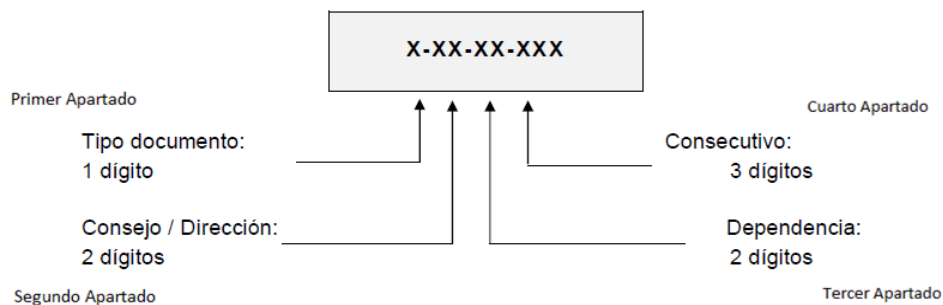 X-XX-XX-XXX
Primer Apartado
Cuarto Apartado
Tipo documento:
1 dígito
Consecutivo:
3 dígitos
Consejo / Dirección:
2 dígitos
Dependencia:
2 dígitos
Segundo Apartado
Tercer Apartado